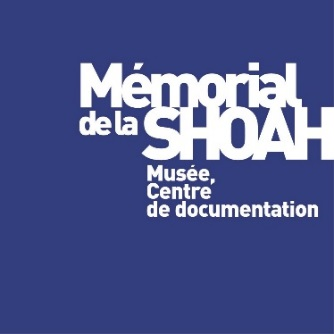 Mémorial
de la SHOAH
Musée,
Centre
de documentation